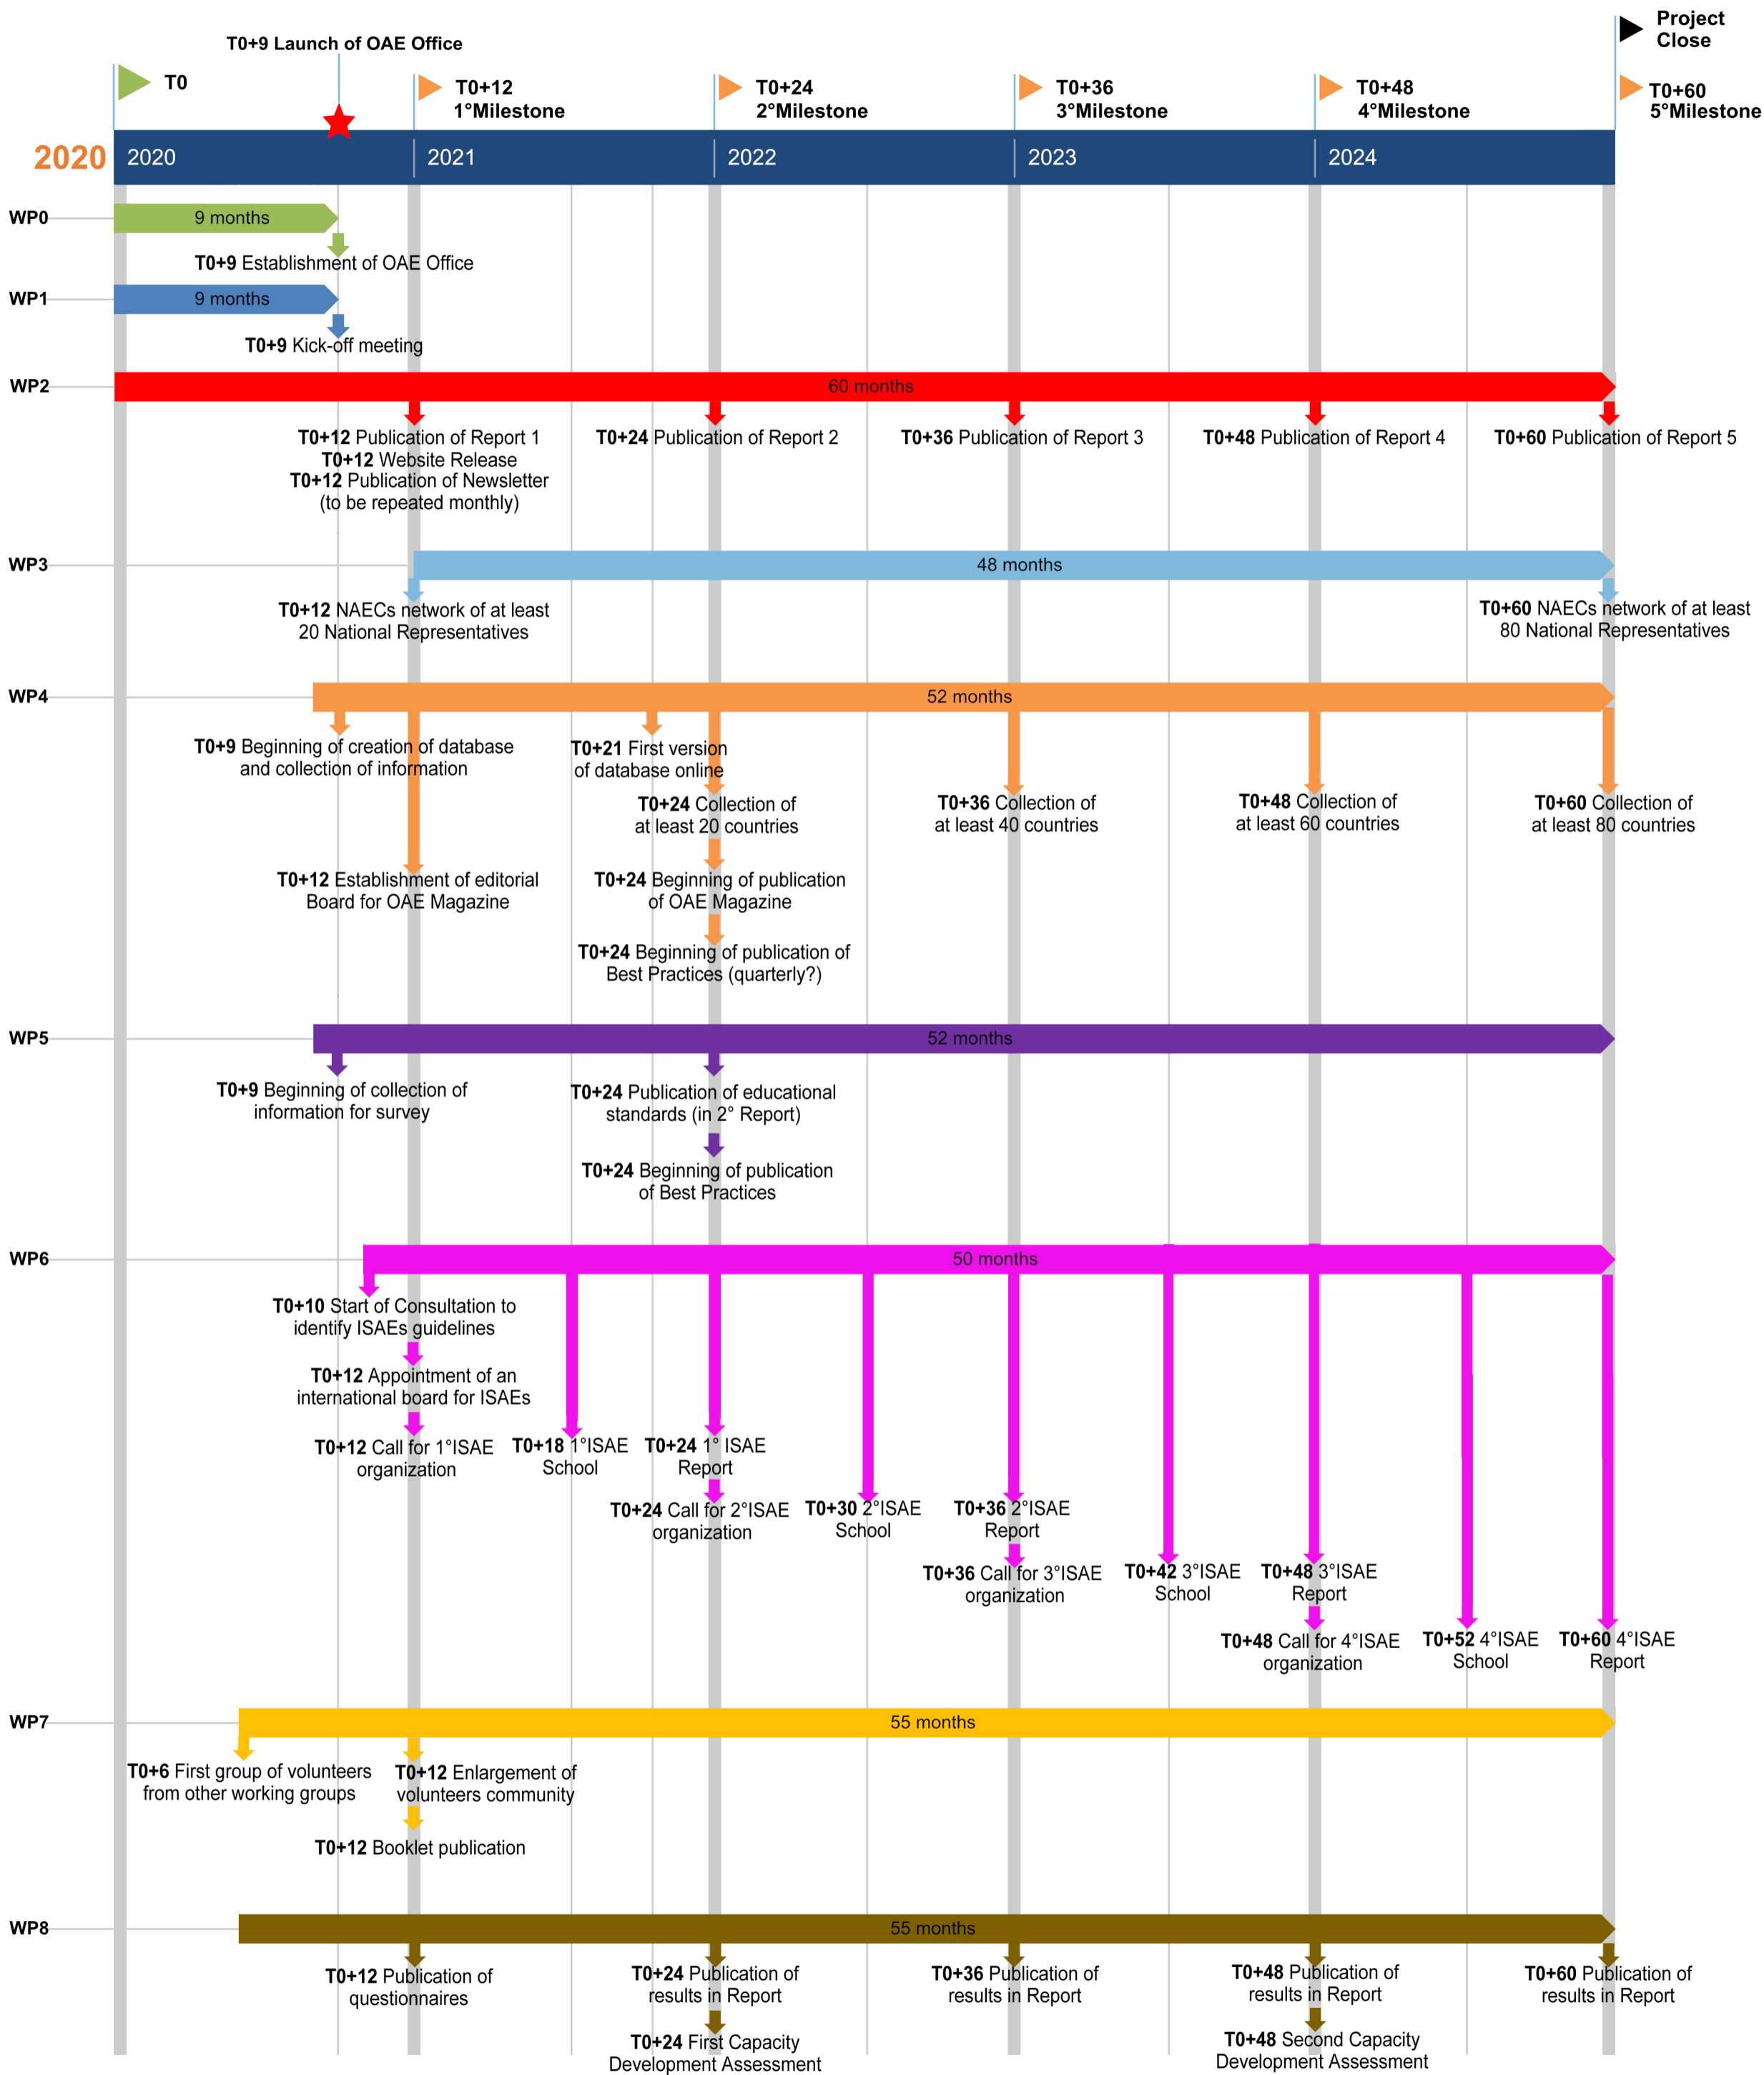 Project
Close
T0+9 Launch of OAE Office
T0
T0+12
1°Milestone
T0+24
2°Milestone
T0+36
3°Milestone
T0+48
4°Milestone
T0+60
5°Milestone
2020
2020
2021
2022
2023
2024
WP0
9 months
T0+9 Establishment of OAE Office
WP1
9 months
T0+9 Kick-off meeting
WP2
60 months
T0+12 Publication of Report 1
T0+12 Website Release
T0+12 Publication of Newsletter
(to be repeated monthly)
T0+24 Publication of Report 2
T0+36 Publication of Report 3
T0+48 Publication of Report 4
T0+60 Publication of Report 5
WP3
48 months
T0+12 NAECs network of at least
20 National Representatives
T0+60 NAECs network of at least
80 National Representatives
WP4
52 months
T0+9 Beginning of creation of database
and collection of information
T0+21 First version
of database online
T0+24 Collection of
at least 20 countries
T0+36 Collection of
at least 40 countries
T0+48 Collection of
at least 60 countries
T0+60 Collection of
at least 80 countries
T0+12 Establishment of editorial
Board for OAE Magazine
T0+24 Beginning of publication
of OAE Magazine
T0+24 Beginning of publication of
Best Practices (quarterly?)
WP5
52 months
T0+9 Beginning of collection of
information for survey
T0+24 Publication of educational
standards (in 2° Report)
T0+24 Beginning of publication
of Best Practices
WP6
50 months
T0+10 Start of Consultation to
identify ISAEs guidelines
T0+12 Appointment of an
international board for ISAEs
T0+12 Call for 1°ISAE
organization
T0+18 1°ISAE
School
T0+24 1° ISAE
Report
T0+24 Call for 2°ISAE
organization
T0+30 2°ISAE
School
T0+36 2°ISAE
Report
T0+36 Call for 3°ISAE
organization
T0+42 3°ISAE
School
T0+48 3°ISAE
Report
T0+48 Call for 4°ISAE
organization
T0+52 4°ISAE
School
T0+60 4°ISAE
Report
WP7
55 months
T0+6 First group of volunteers
from other working groups
T0+12 Enlargement of
volunteers community
T0+12 Booklet publication
WP8
55 months
T0+12 Publication of
questionnaires
T0+24 Publication of
results in Report
T0+36 Publication of
results in Report
T0+48 Publication of
results in Report
T0+60 Publication of
results in Report
T0+24 First Capacity
Development Assessment
T0+48 Second Capacity
Development Assessment